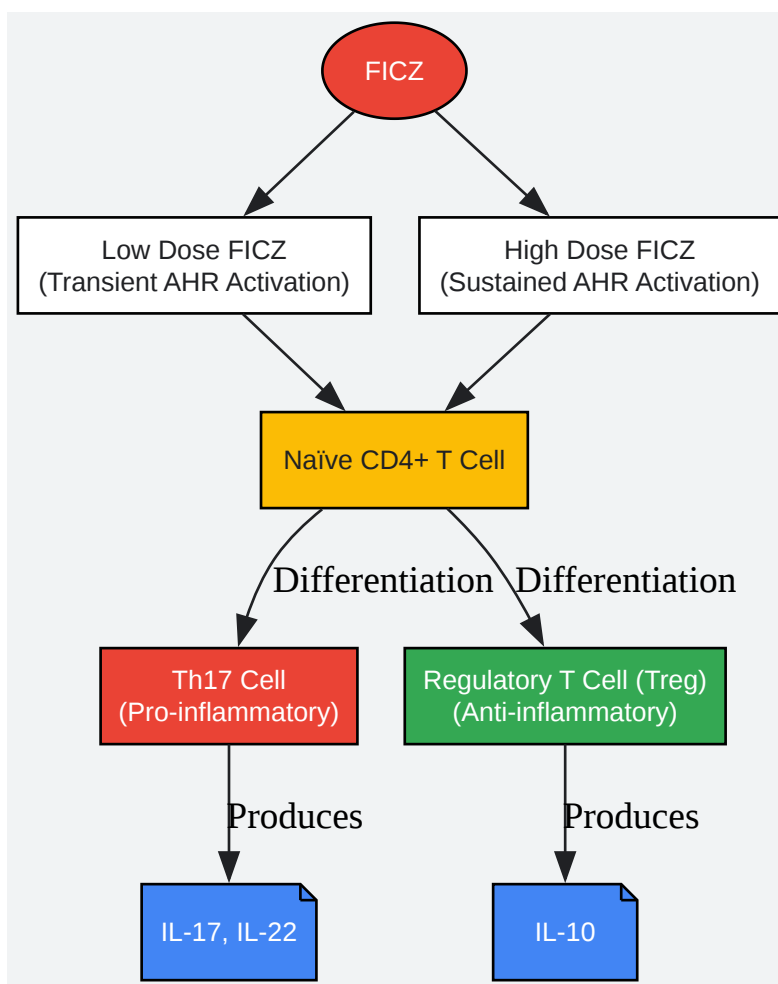 FICZ
Low Dose FICZ
(Transient AHR Activation)
High Dose FICZ
(Sustained AHR Activation)
Naïve CD4+ T Cell
Differentiation
Differentiation
Th17 Cell
(Pro-inflammatory)
Regulatory T Cell (Treg)
(Anti-inflammatory)
Produces
Produces
IL-17, IL-22
IL-10